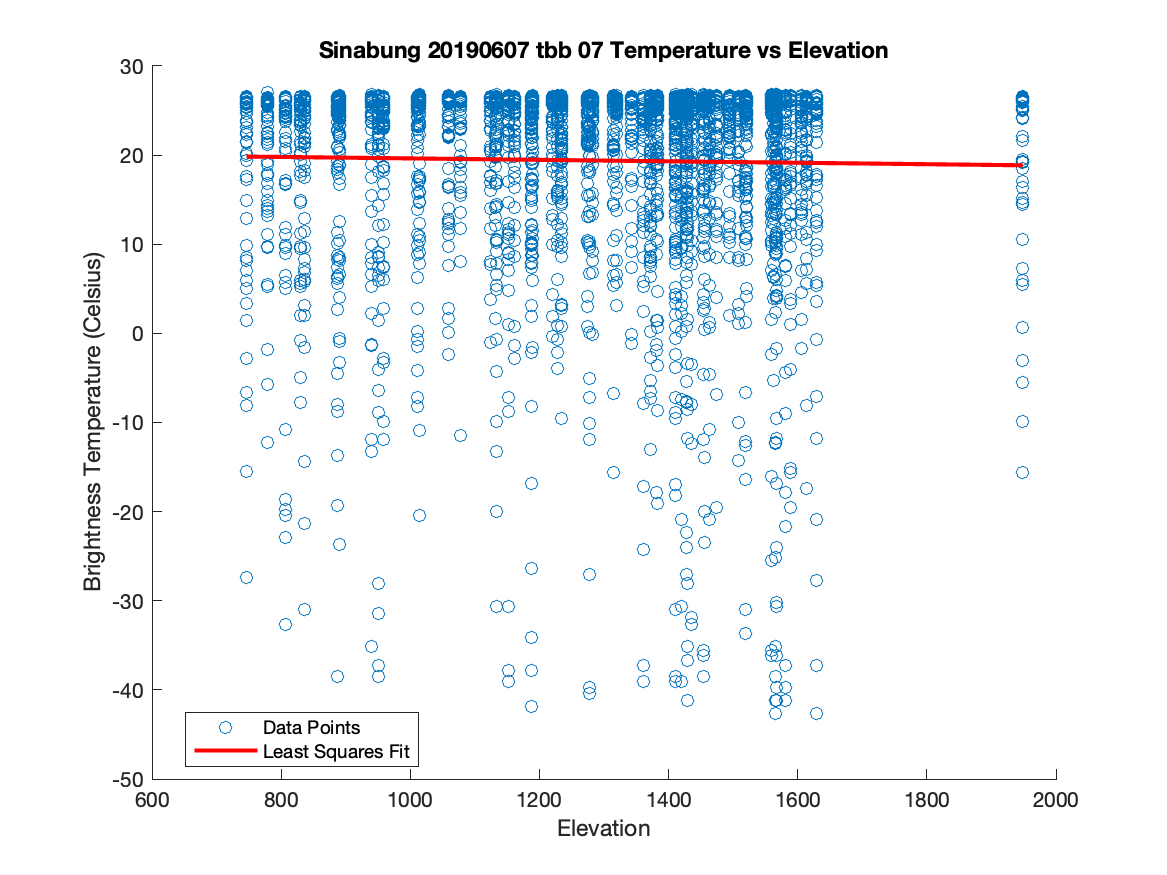 Sinabung 20190607 tbb 07 Temperature vs Elevation
30
20
10
0
-10
-20
-30
-40
-50
Brightness Temperature (Celsius)
Data Points
Least Squares Fit
600 800 1000 1200 1400 1600 1800 2000
Elevation